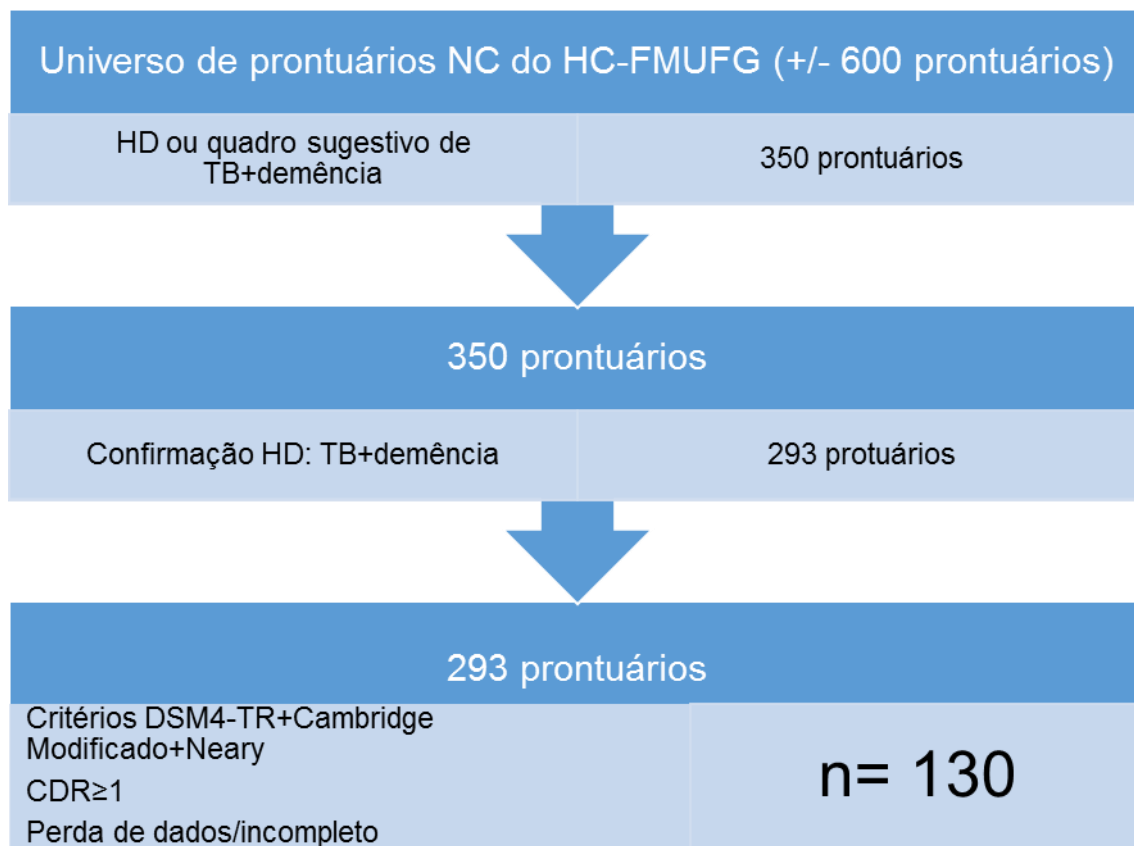 Universo de prontuários NC do HC-FMUFG (+/- 600 prontuários)
HD ou quadro sugestivo de
TB+demência
350 prontuários
350 prontuários
Confirmação HD: TB+demência
293 protuários
293 prontuários
Critérios DSM4-TR+Cambridge
Modificado+Neary
CDR≥1
Perda de dados/incompleto
n= 130